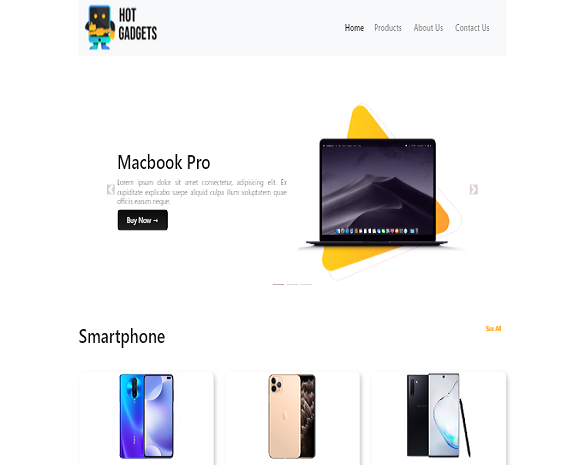 HOT
GADGETS
Home Products About Us Contact Us
Macbook Pro
Lorem ipsum dolor sit amet consectetur, adipisicing elit. Ex
cupiditate explicabo saepe aliquid culpa illum voluptatem quae
officiis earum neque.
Buy Now →
Smartphone
See All